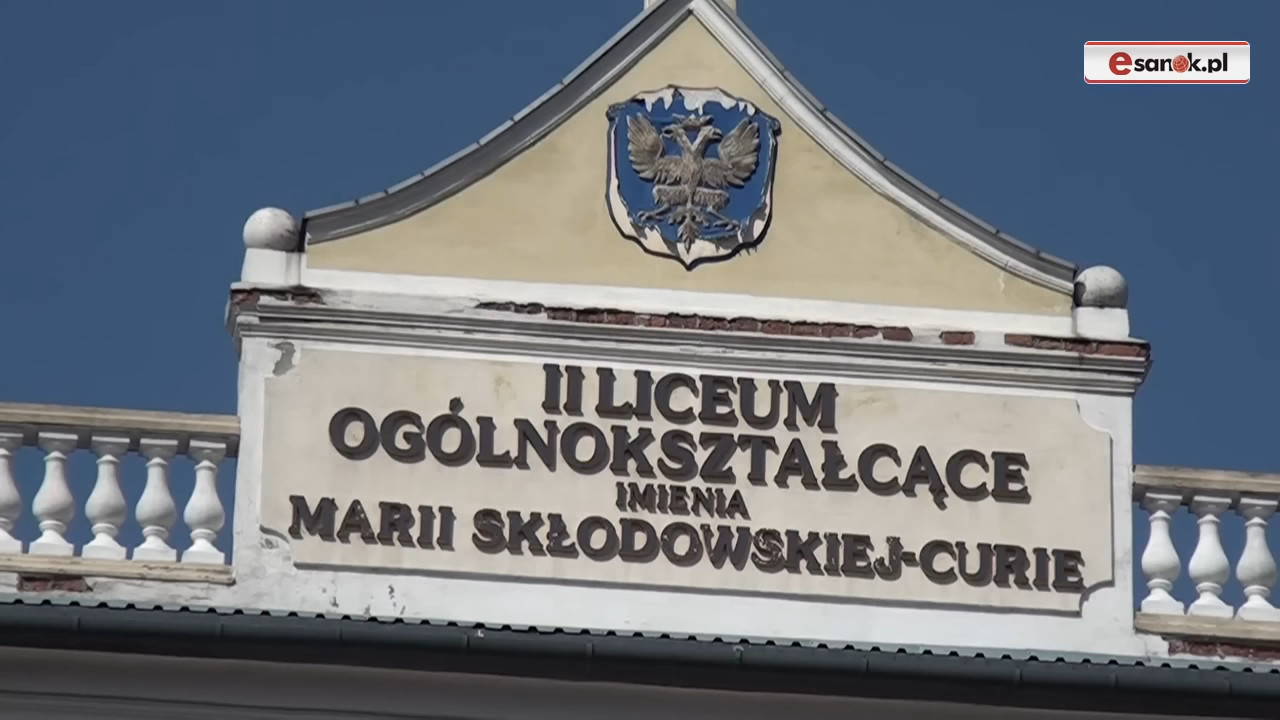 esanok.pl
II LICEUM
OGÓLNOKSZTAŁCĄCE
IMIENIA
MARII SKŁODOWSKIEJ-CURIE